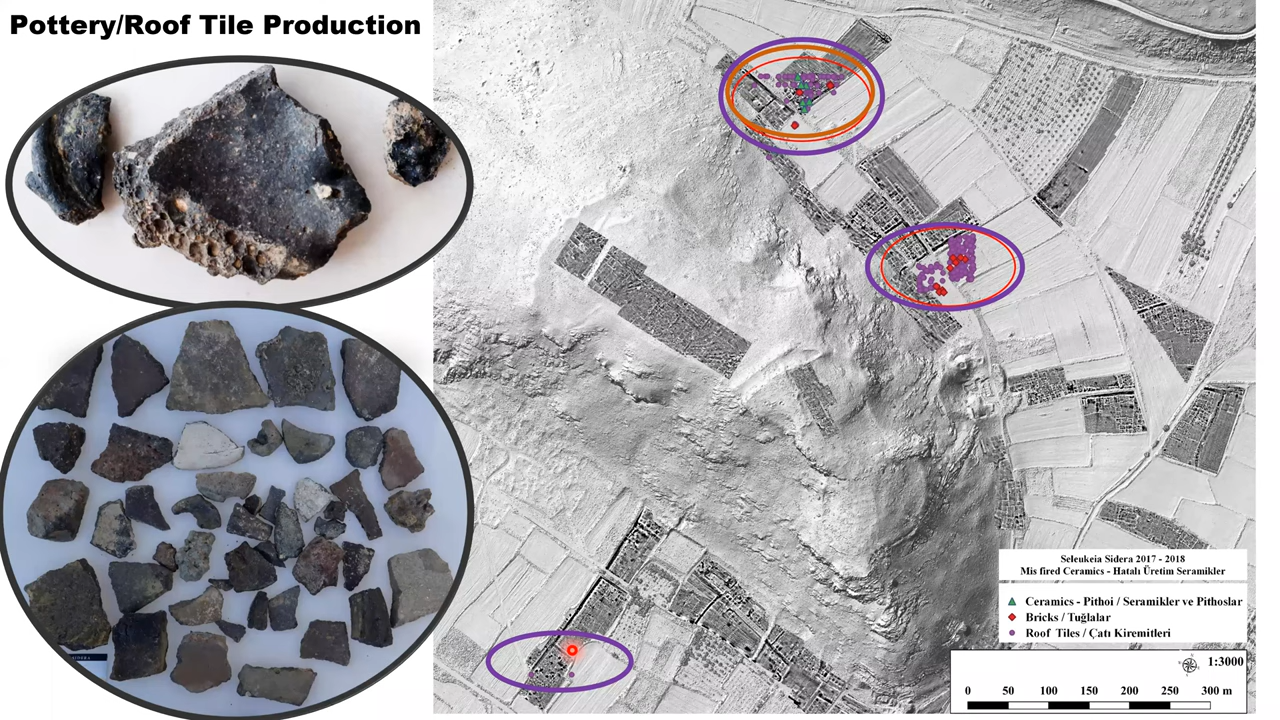 Pottery/Roof Tile Production
Seleukeia Sidera 2017 - 2018
Mis fired Ceramics - Hatalı Üretim Seramikler
Ceramics - Pithoi / Seramikler ve Pithoslar
Bricks / Tuğlalar
Roof Tiles / Çatı Kiremitleri
1:3000
0 50 100 150 200 250 300 m